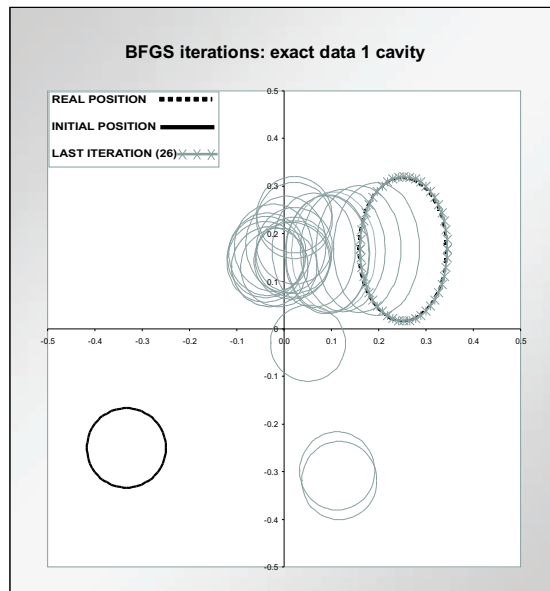 BFGS iterations: exact data 1 cavity
REAL POSITION
INITIAL POSITION
LAST ITERATION (26)
0.5
0.4
0.3
0.2
0.1
0
-0.5 -0.4 -0.3 -0.2 -0.1 0.0 0.1 0.2 0.3 0.4 0.5
-0.1
-0.2
-0.3
-0.4
-0.5